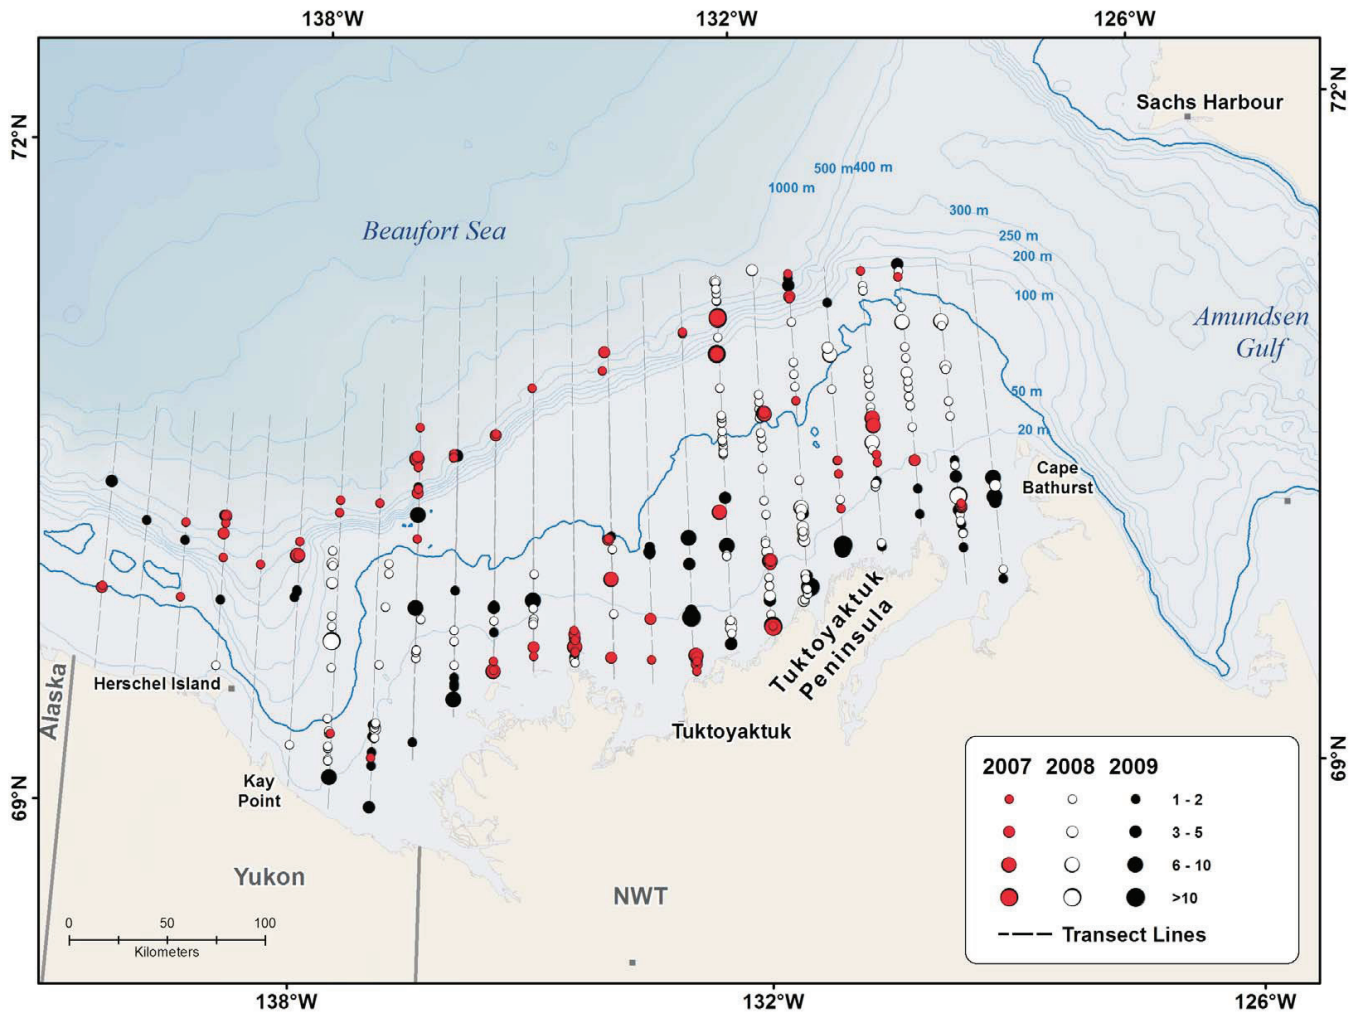 138°W 132°W 126°W
72°N
72°N
Sachs Harbour
500 m 400 m
1000 m
300 m
Beaufort Sea
250 m
200 m
100 m
Amundsen
Gulf
50 m
20 m
Cape
Bathurst
Tuktoyaktuk
Peninsula
Alaska
Herschel Island
Tuktoyaktuk
Kay
Point
69°N
69°N
2007 2008 2009
1 - 2
3 - 5
6 - 10
>10
Transect Lines
Yukon
NWT
0 50 100
Kilometers
138°W 132°W 126°W